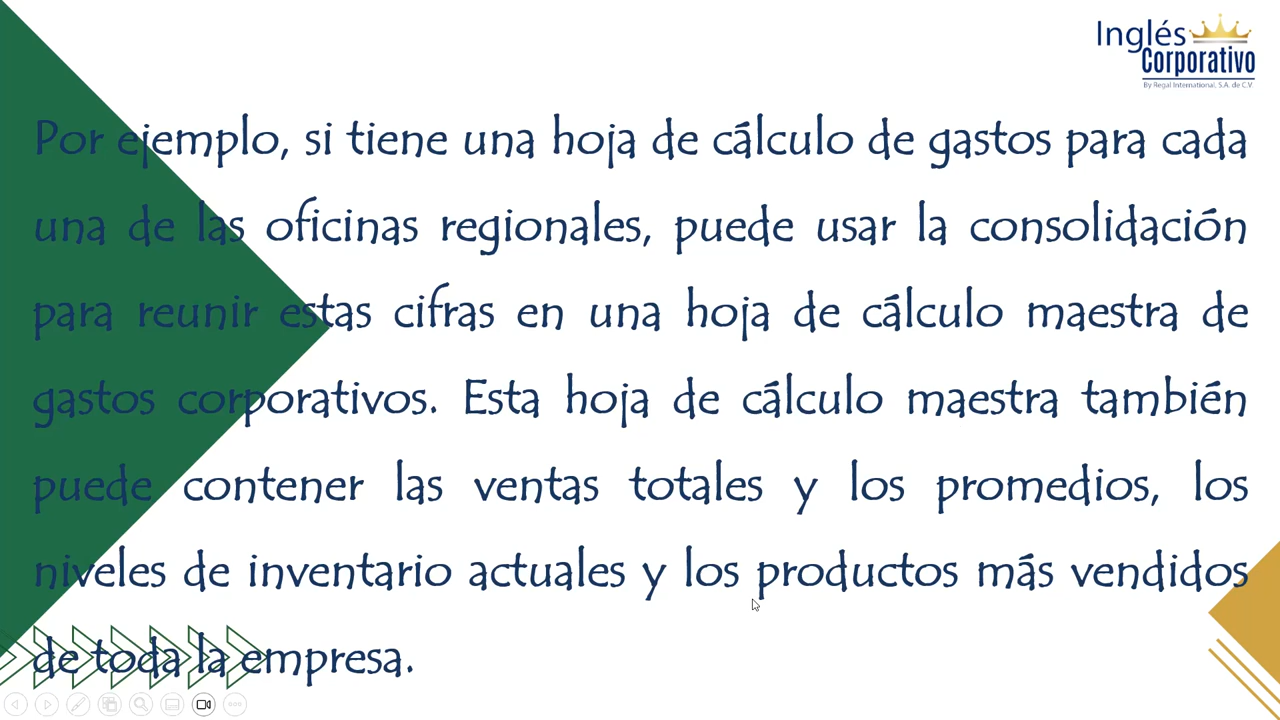 Inglés
Corporativo
By Regal International, S.A. de C.V.
Por ejemplo, si tiene una hoja de cálculo de gastos para cada
una de las oficinas regionales, puede usar la consolidación
para reunir estas cifras en una hoja de cálculo maestra de
gastos corporativos. Esta hoja de cálculo maestra también
puede contener las ventas totales y los promedios, los
niveles de inventario actuales y los productos más vendidos
de toda la empresa.